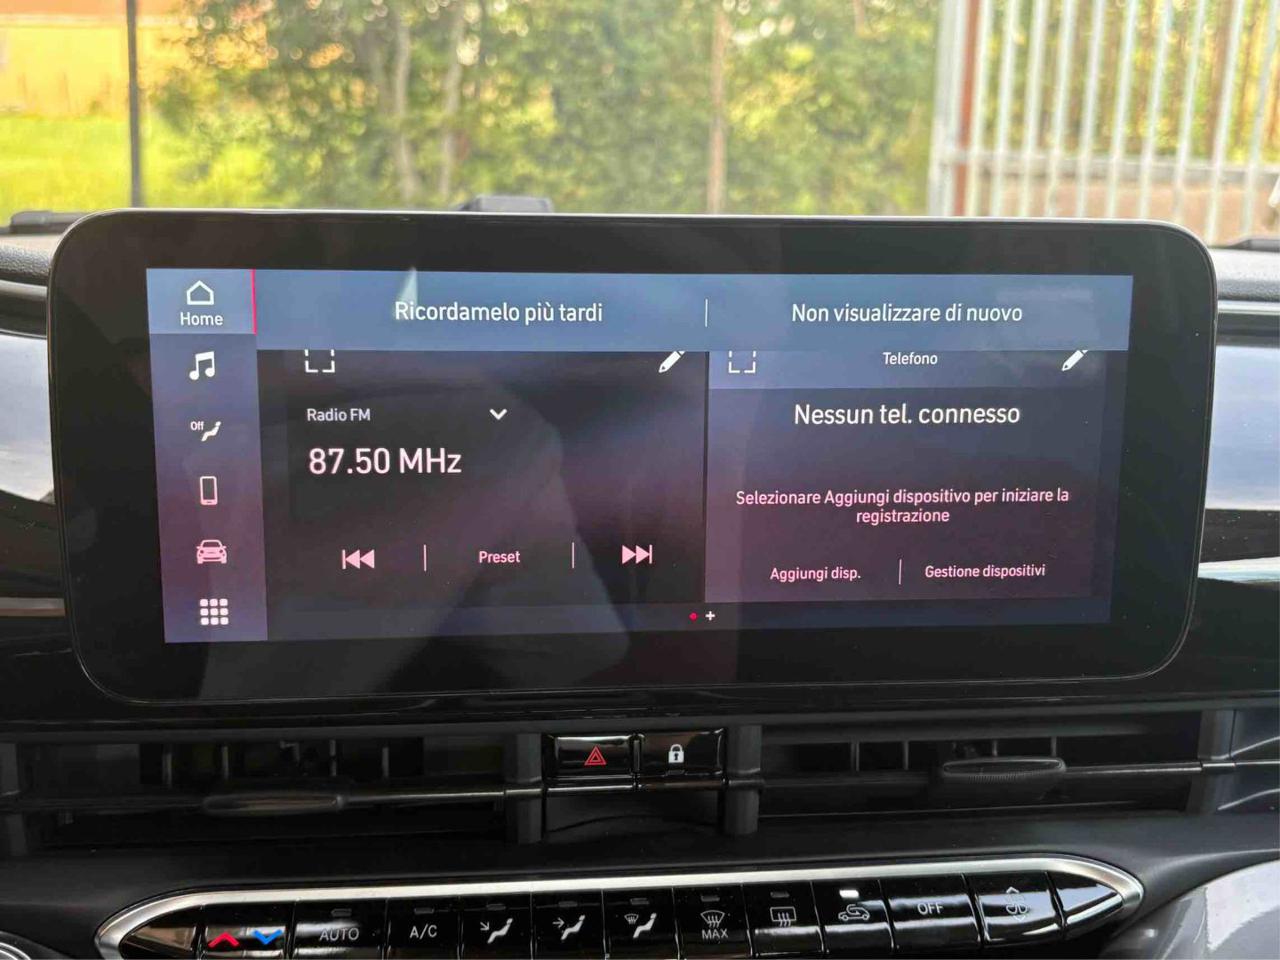 Home
Ricordamelo più tardi
Non visualizzare di nuovo
Telefono
Radio FM
87.50 MHz
Preset
Nessun tel. connesso
Selezionare Aggiungi dispositivo per iniziare la
registrazione
Aggiungi disp.
Gestione dispositivi
Off
AUTO
A/C
MAX
OFF